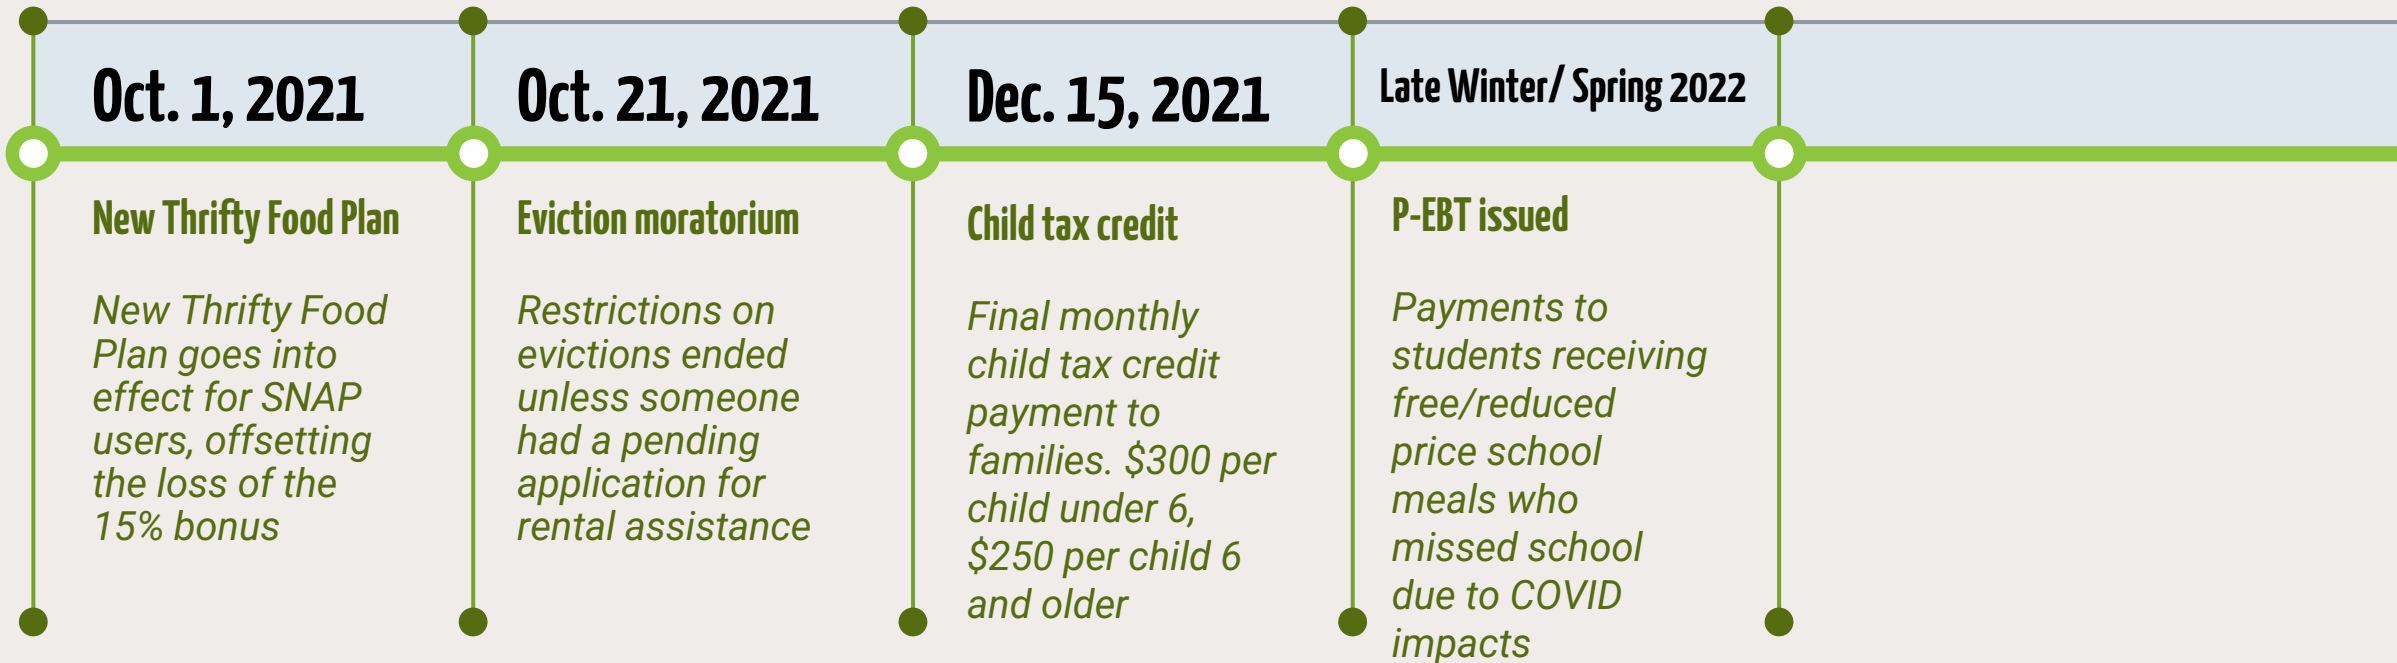 Oct. 1, 2021
New Thrifty Food Plan
New Thrifty Food
Plan goes into
effect for SNAP
users, offsetting
the loss of the
15% bonus
Oct. 21, 2021
Eviction moratorium
Restrictions on
evictions ended
unless someone
had a pending
application for
rental assistance
Dec. 15, 2021
Child tax credit
Final monthly
child tax credit
payment to
families. $300 per
child under 6,
$250 per child 6
and older
Late Winter/ Spring 2022
P-EBT issued
Payments to
students receiving
free/reduced
price school
meals who
missed school
due to COVID
impacts